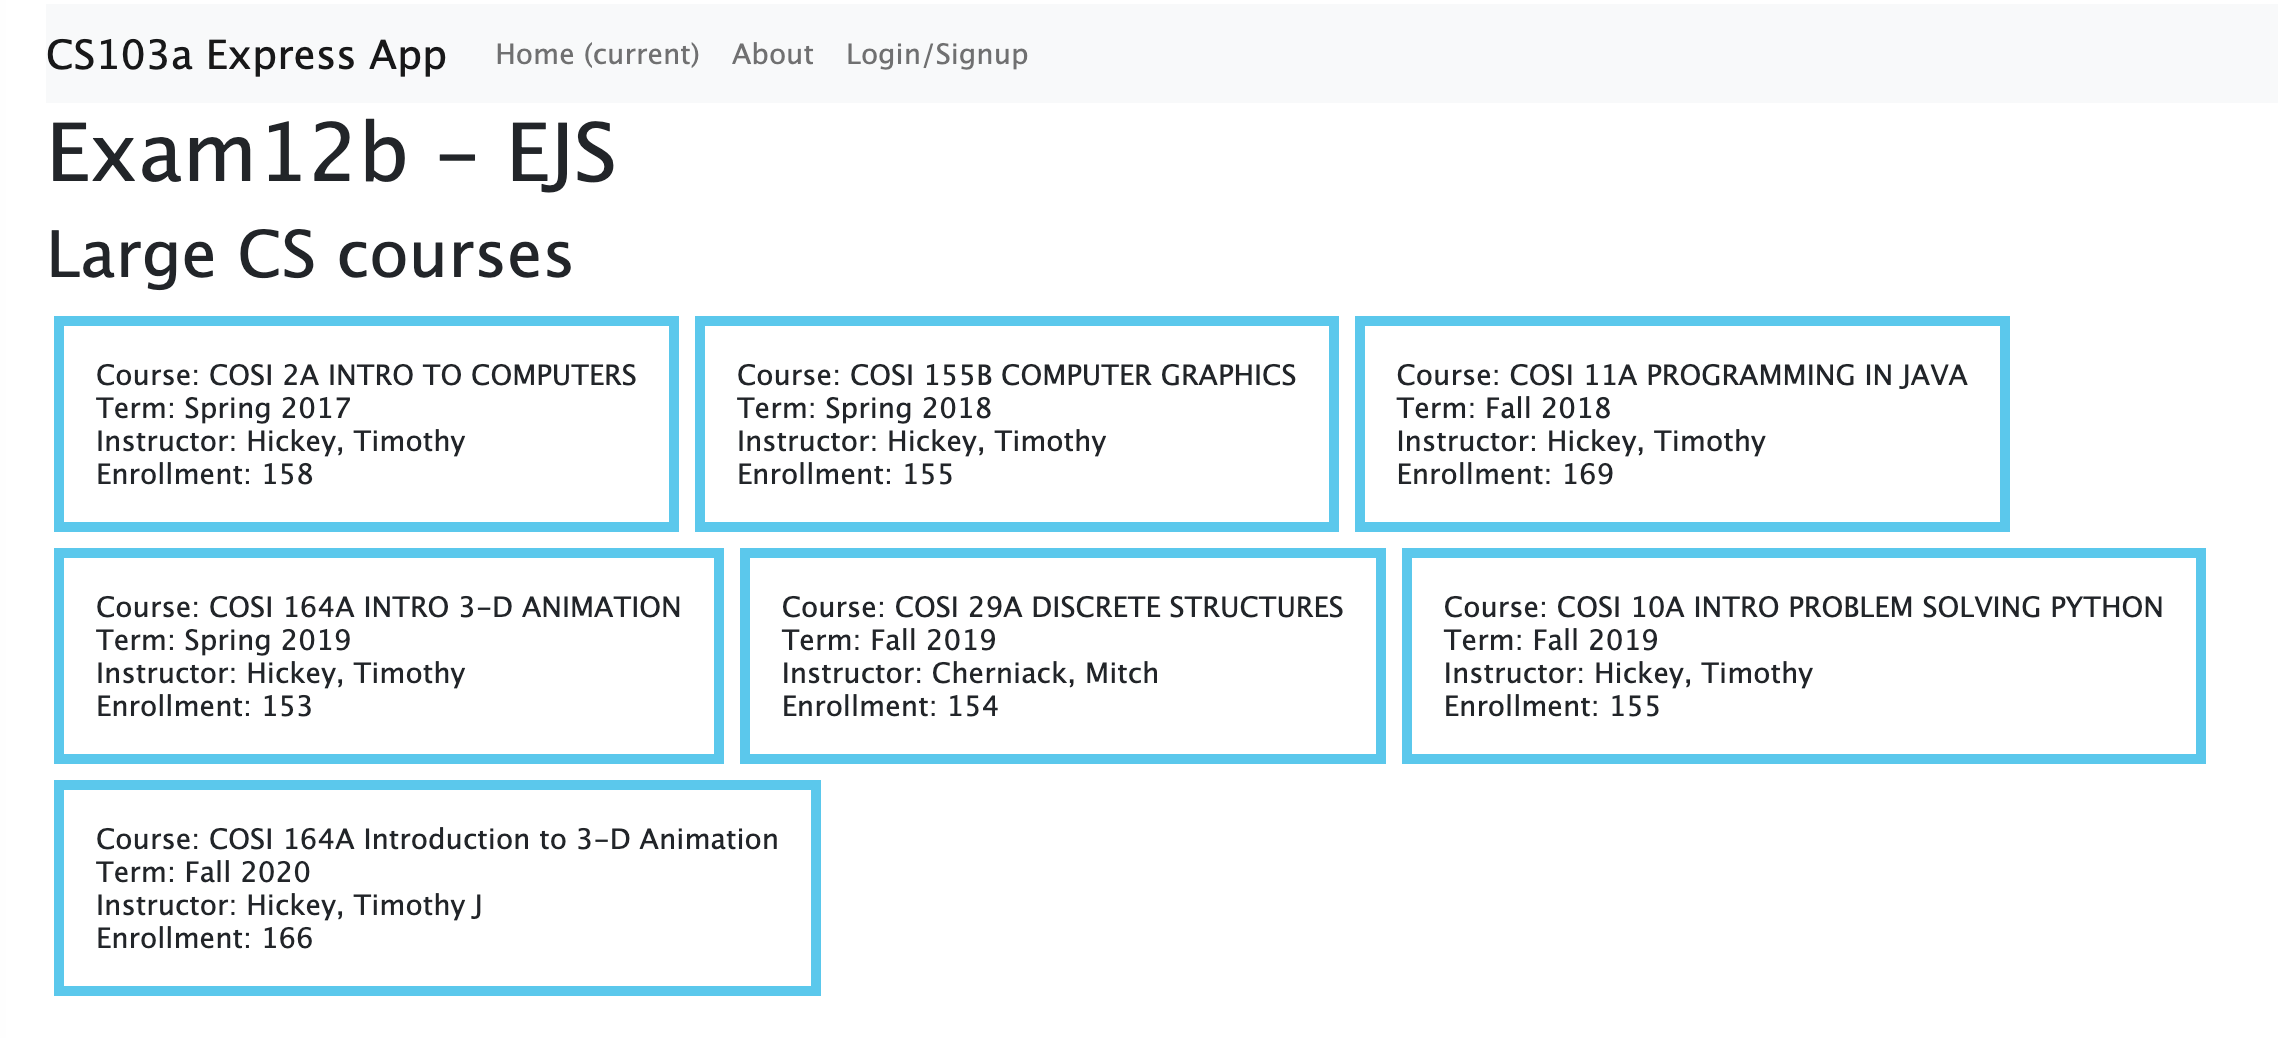 CS103a Express App Home (current) About Login/Signup
Exam12b - EJS
Large CS courses
Course: COSI 2A INTRO TO COMPUTERS
Term: Spring 2017
Instructor: Hickey, Timothy
Enrollment: 158
Course: COSI 155B COMPUTER GRAPHICS
Term: Spring 2018
Instructor: Hickey, Timothy
Enrollment: 155
Course: COSI 11A PROGRAMMING IN JAVA
Term: Fall 2018
Instructor: Hickey, Timothy
Enrollment: 169
Course: COSI 164A INTRO 3-D ANIMATION
Term: Spring 2019
Instructor: Hickey, Timothy
Enrollment: 153
Course: COSI 29A DISCRETE STRUCTURES
Term: Fall 2019
Instructor: Cherniack, Mitch
Enrollment: 154
Course: COSI 10A INTRO PROBLEM SOLVING PYTHON
Term: Fall 2019
Instructor: Hickey, Timothy
Enrollment: 155
Course: COSI 164A Introduction to 3-D Animation
Term: Fall 2020
Instructor: Hickey, Timothy J
Enrollment: 166